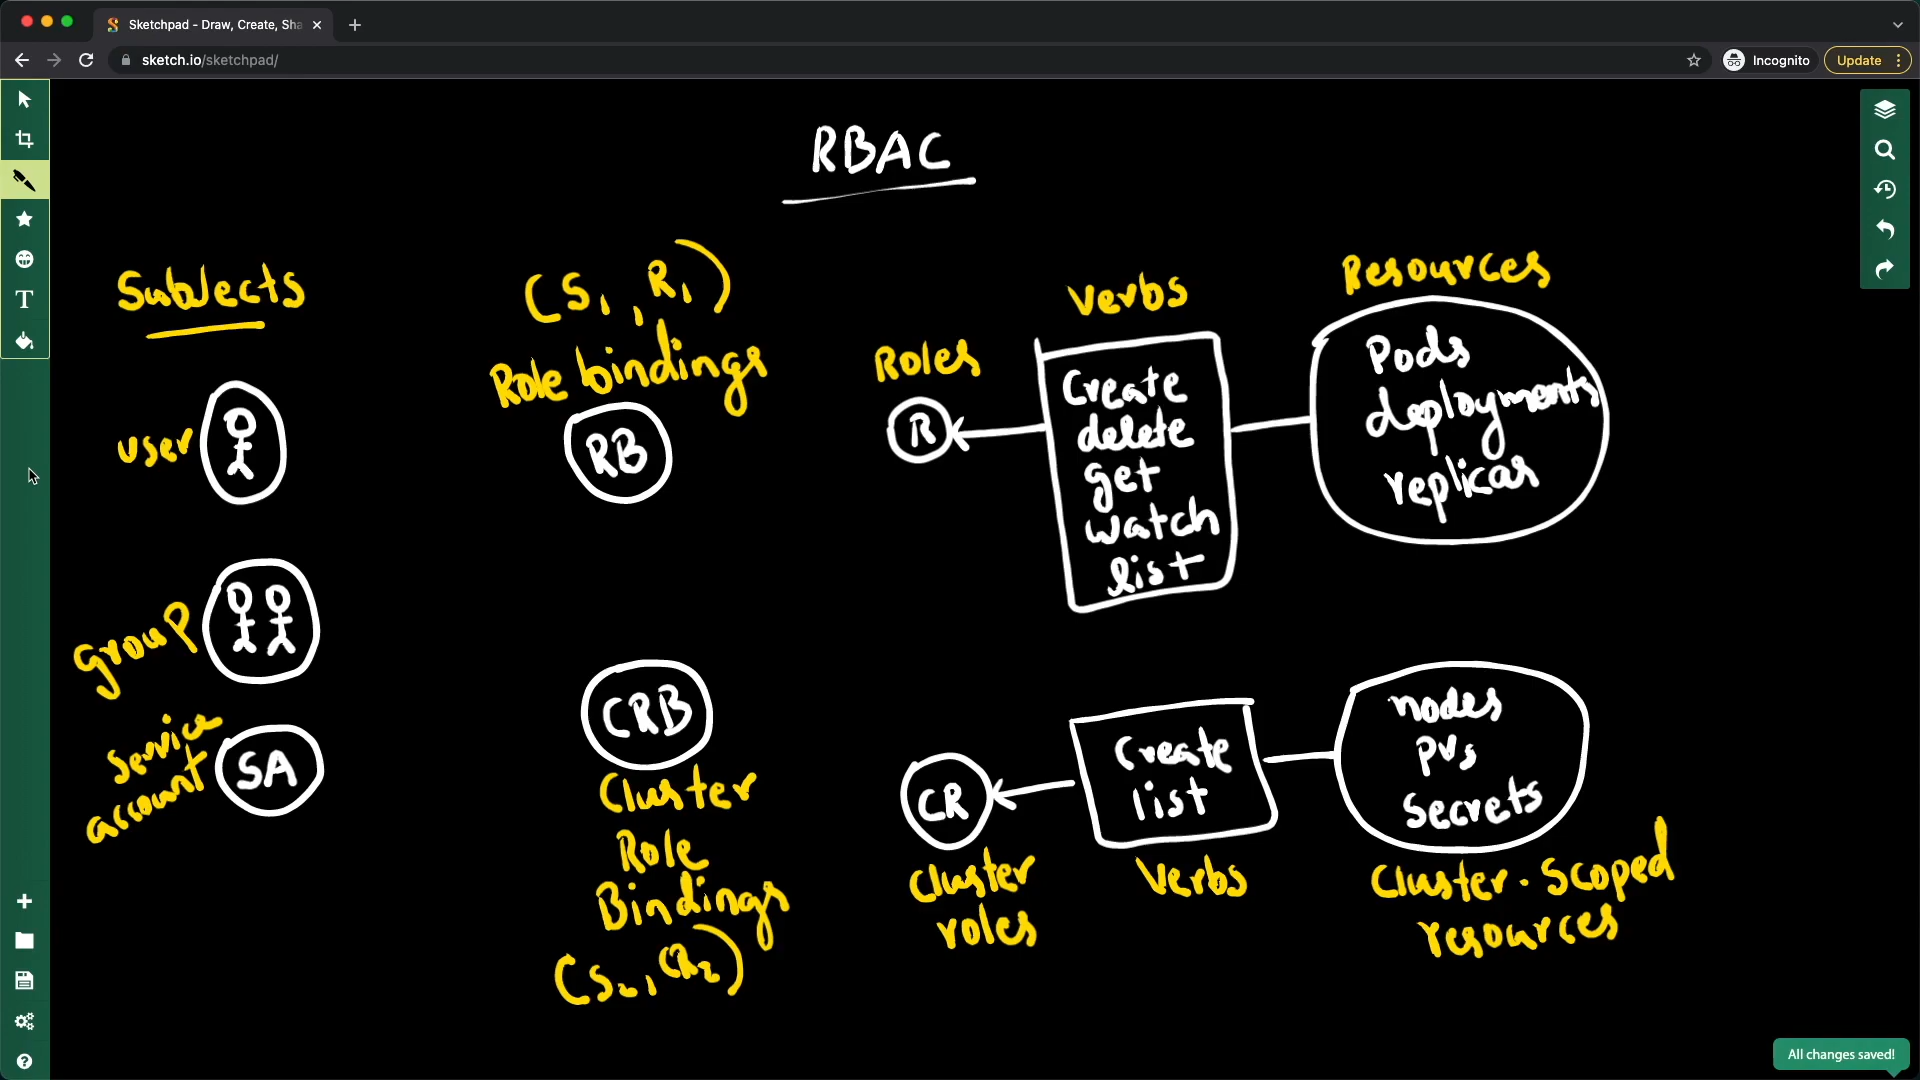 Sketchpad - Draw, Create, Sha
sketch.io/sketchpad/
Incognito
Update
RBAC
Subjects
(S1, R1)
Role bindings
RB
Roles
R
Verbs
Create
delete
get
watch
list
Resources
Pods
deployments
replicas
user
group
Service
account
SA
CRB
Cluster
Role
Bindings
(S2, CR2)
CR
Cluster
roles
Create
list
Verbs
nodes
PVs
Secrets
Cluster-Scoped
resources
T
All changes saved!